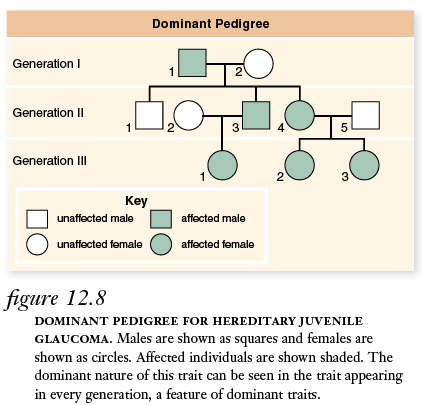 Dominant Pedigree
Generation I
1 2
Generation II
1 2 3 4 5
Generation III
1 2 3
Key
unaffected male affected male
unaffected female affected female
figure 12.8
DOMINANT PEDIGREE FOR HEREDITARY JUVENILE
GLAUCOMA. Males are shown as squares and females are
shown as circles. Affected individuals are shown shaded. The
dominant nature of this trait can be seen in the trait appearing
in every generation, a feature of dominant traits.